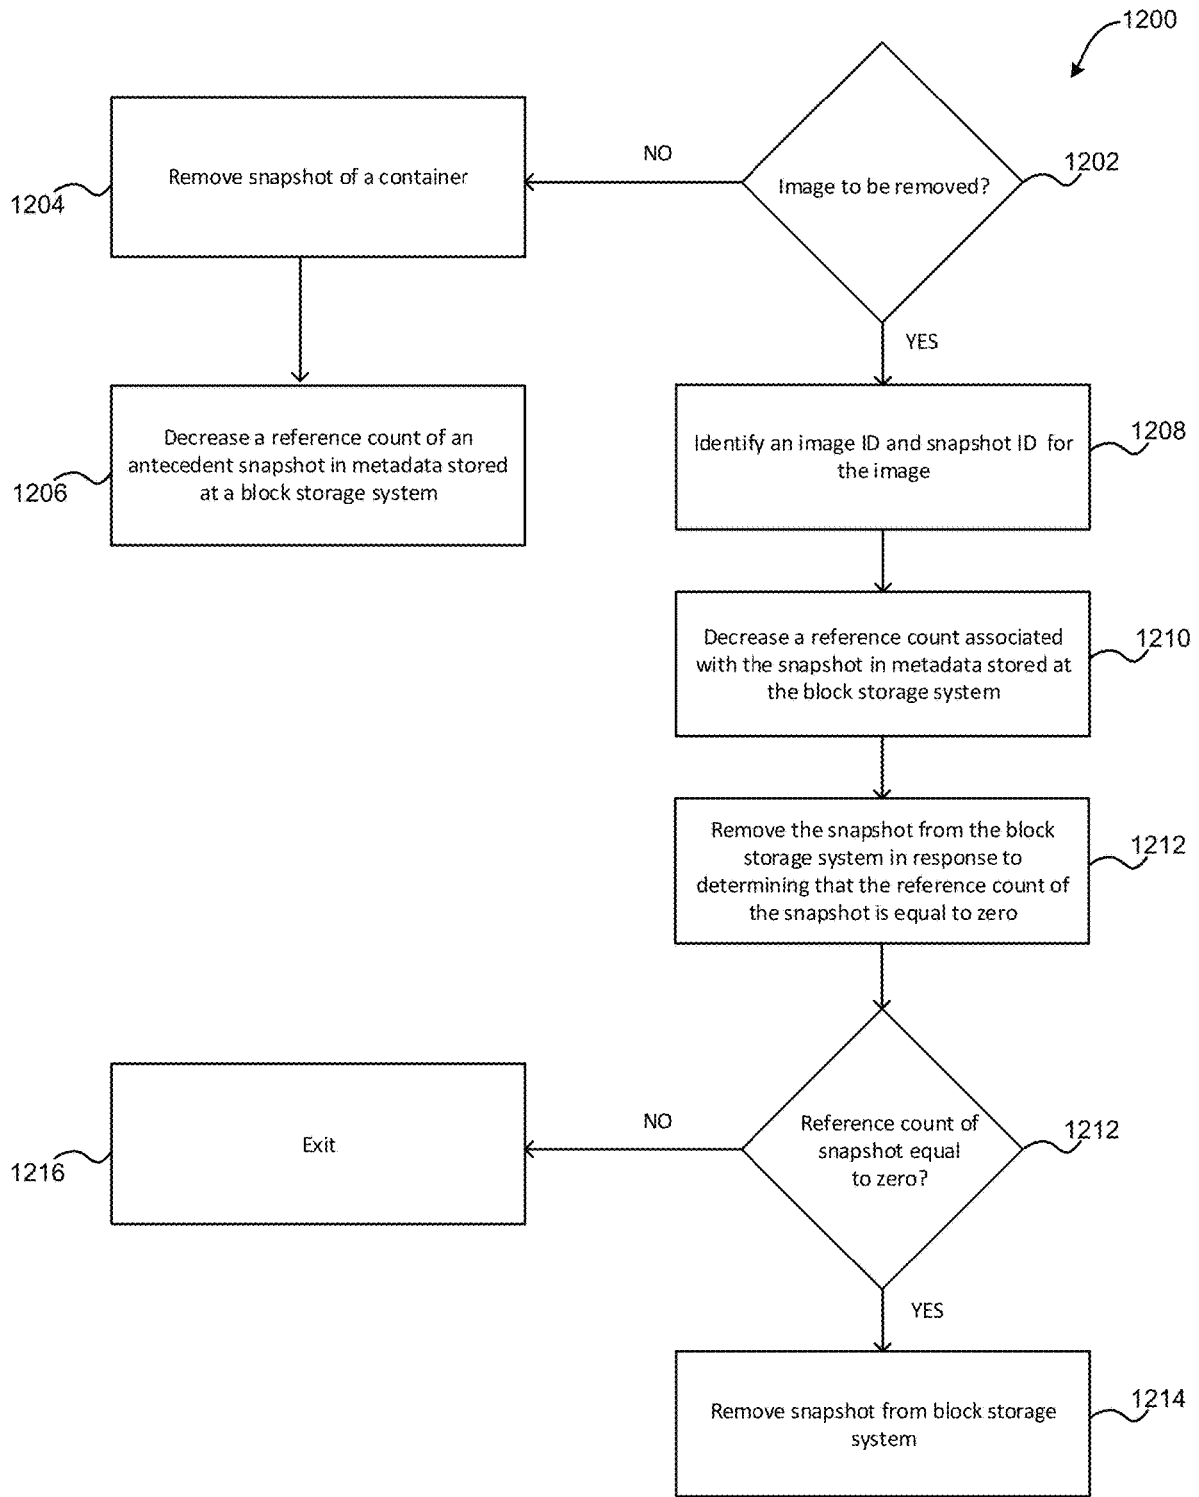 1200
Image to be removed?
1202
NO
Remove snapshot of a container
1204
Decrease a reference count of an
antecedent snapshot in metadata stored
at a block storage system
1206
YES
Identify an image ID and snapshot ID for
the image
1208
Decrease a reference count associated
with the snapshot in metadata stored at
the block storage system
1210
Remove the snapshot from the block
storage system in response to
determining that the reference count of
the snapshot is equal to zero
1212
Reference count of
snapshot equal
to zero?
1212
NO
Exit
1216
YES
Remove snapshot from block storage
system
1214